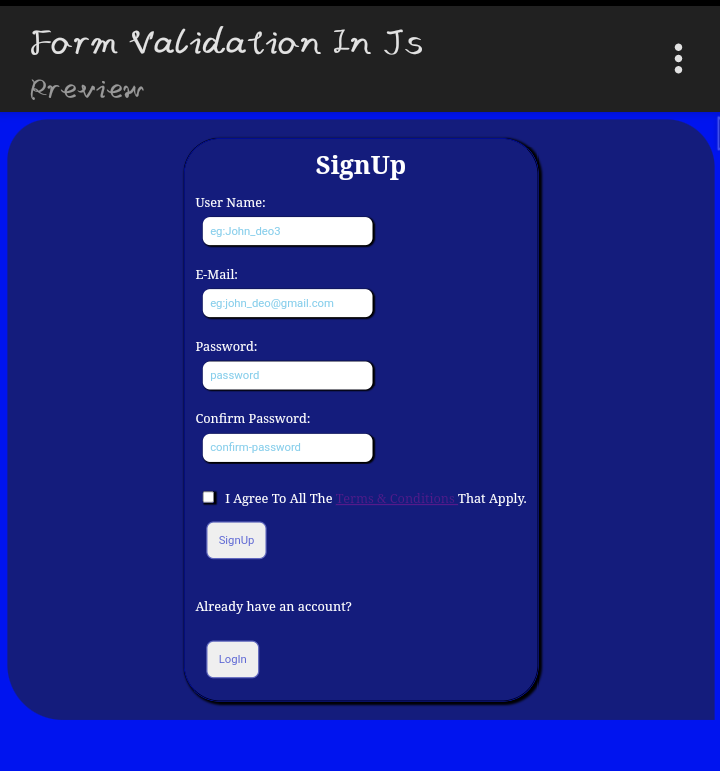 Form Validation In Js
Preview
SignUp
User Name:
eg:John_deo3
E-Mail:
eg:john_deo@gmail.com
Password:
password
Confirm Password:
confirm-password
I Agree To All The Terms & Conditions That Apply.
SignUp
Already have an account?
LogIn